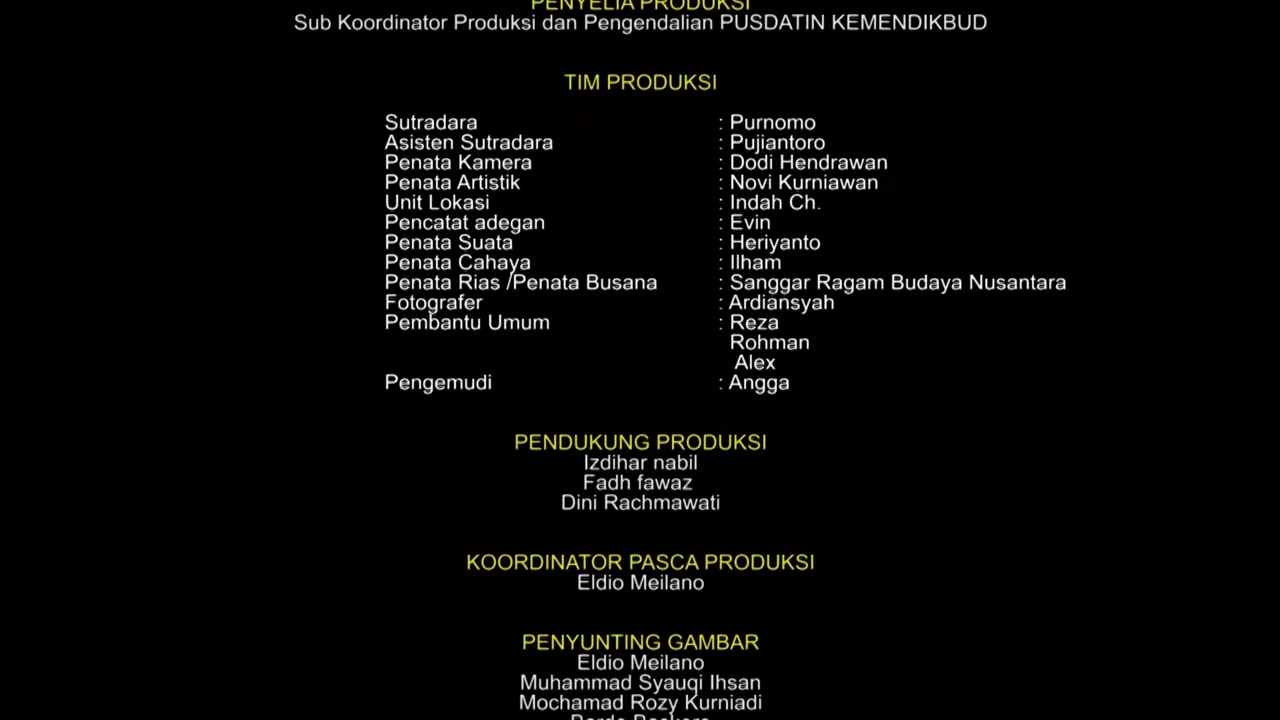 PENYELIA PRODUKSI
Sub Koordinator Produksi dan Pengendalian PUSDATIN KEMENDIKBUD
TIM PRODUKSI
Sutradara : Purnomo
Asisten Sutradara : Pujiantoro
Penata Kamera : Dodi Hendrawan
Penata Artistik : Novi Kurniawan
Unit Lokasi : Indah Ch.
Pencatat adegan : Evin
Penata Suata : Heriyanto
Penata Cahaya : Ilham
Penata Rias /Penata Busana : Sanggar Ragam Budaya Nusantara
Fotografer : Ardiansyah
Pembantu Umum : Reza
Rohman
Alex
Pengemudi : Angga
PENDUKUNG PRODUKSI
Izdihar nabil
Fadh fawaz
Dini Rachmawati
KOORDINATOR PASCA PRODUKSI
Eldio Meilano
PENYUNTING GAMBAR
Eldio Meilano
Muhammad Syauqi Ihsan
Mochamad Rozy Kurniadi